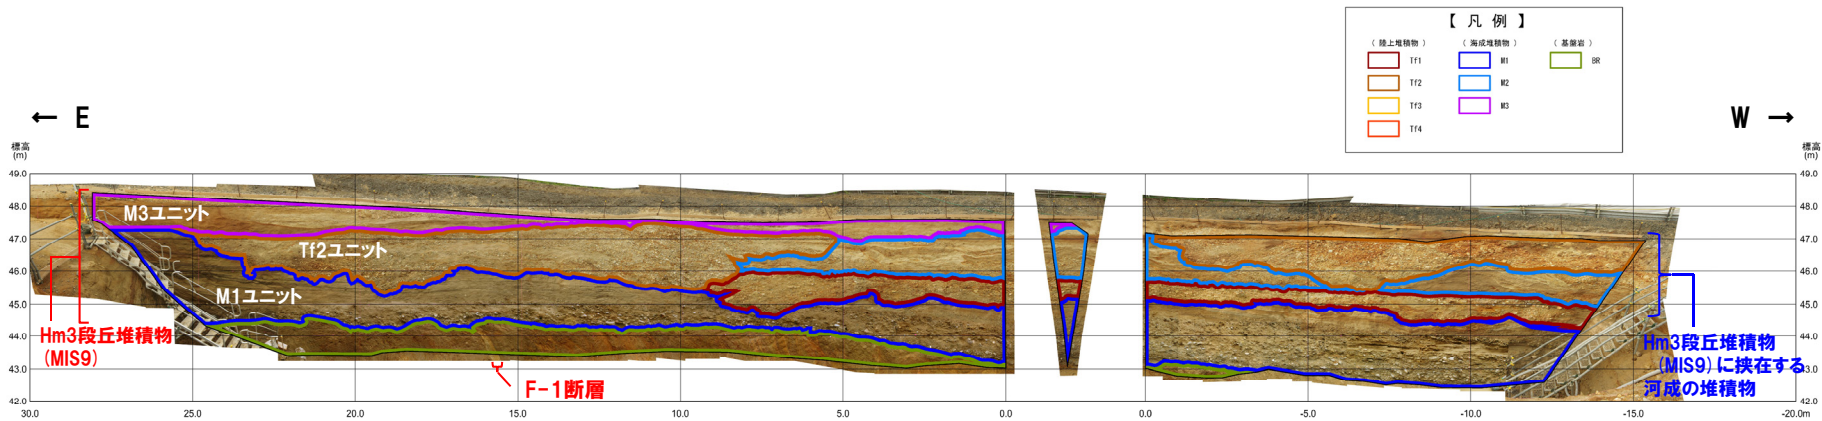 【 凡 例 】
（ 陸上堆積物 ）
（ 海成堆積物 ）
（ 基盤岩 ）
Tf1
M1
BR
Tf2
M2
Tf3
M3
Tf4
← E
W →
標高
(m)
標高
(m)
49.0
48.0
47.0
46.0
45.0
44.0
43.0
42.0
49.0
48.0
47.0
46.0
45.0
44.0
43.0
42.0
M3ユニット
Tf2ユニット
M1ユニット
Hm3段丘堆積物
(MIS9)
F-1断層
Hm3段丘堆積物
(MIS9)に挟在する
河成の堆積物
30.0
25.0
20.0
15.0
10.0
5.0
0.0
0.0
-5.0
-10.0
-15.0
-20.0m